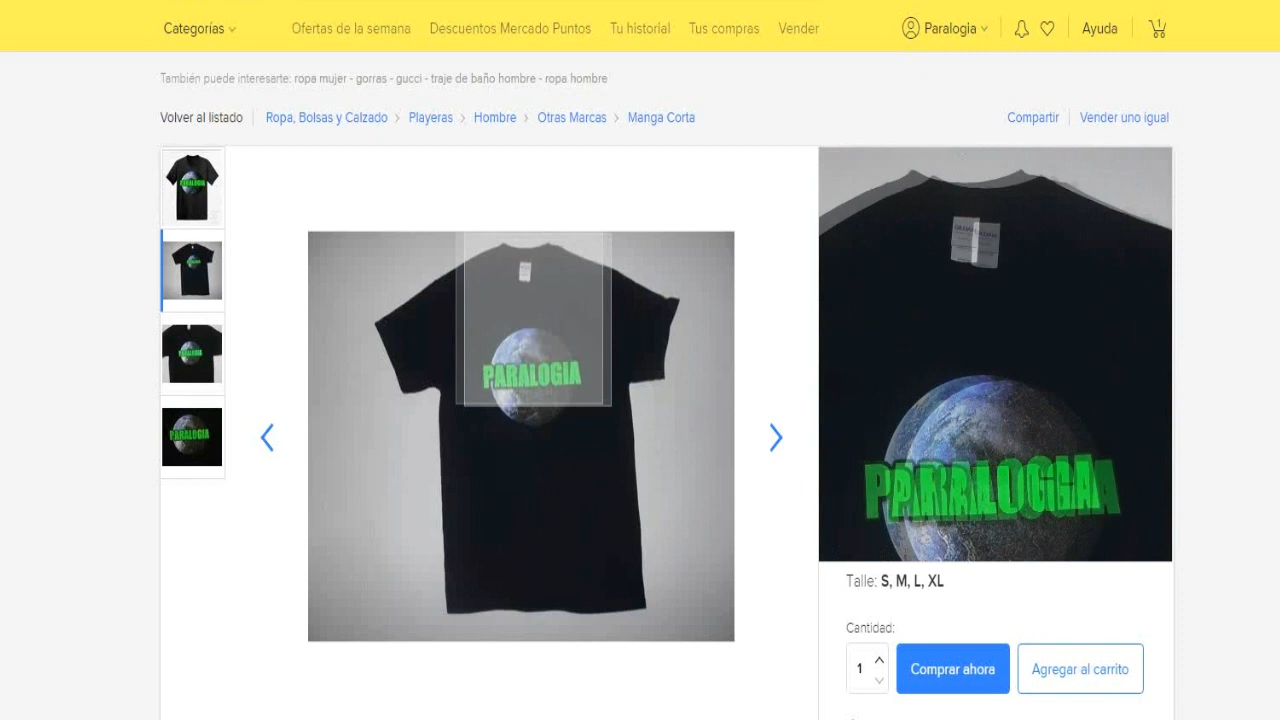 Categorías
Ofertas de la semana
Descuentos Mercado Puntos
Tu historial
Tus compras
Vender
Paralogia
Ayuda
1
También puede interesarte: ropa mujer - gorras - gucci - traje de baño hombre - ropa hombre
Volver al listado
Ropa, Bolsas y Calzado > Playeras > Hombre > Otras Marcas > Manga Corta
Compartir
Vender uno igual
PARALOGIA
PARALOGIA
PARALOGIA
PARALOGIA
PARALOGIA
PARALOGIA
Talle: S, M, L, XL
Cantidad:
1
Comprar ahora
Agregar al carrito